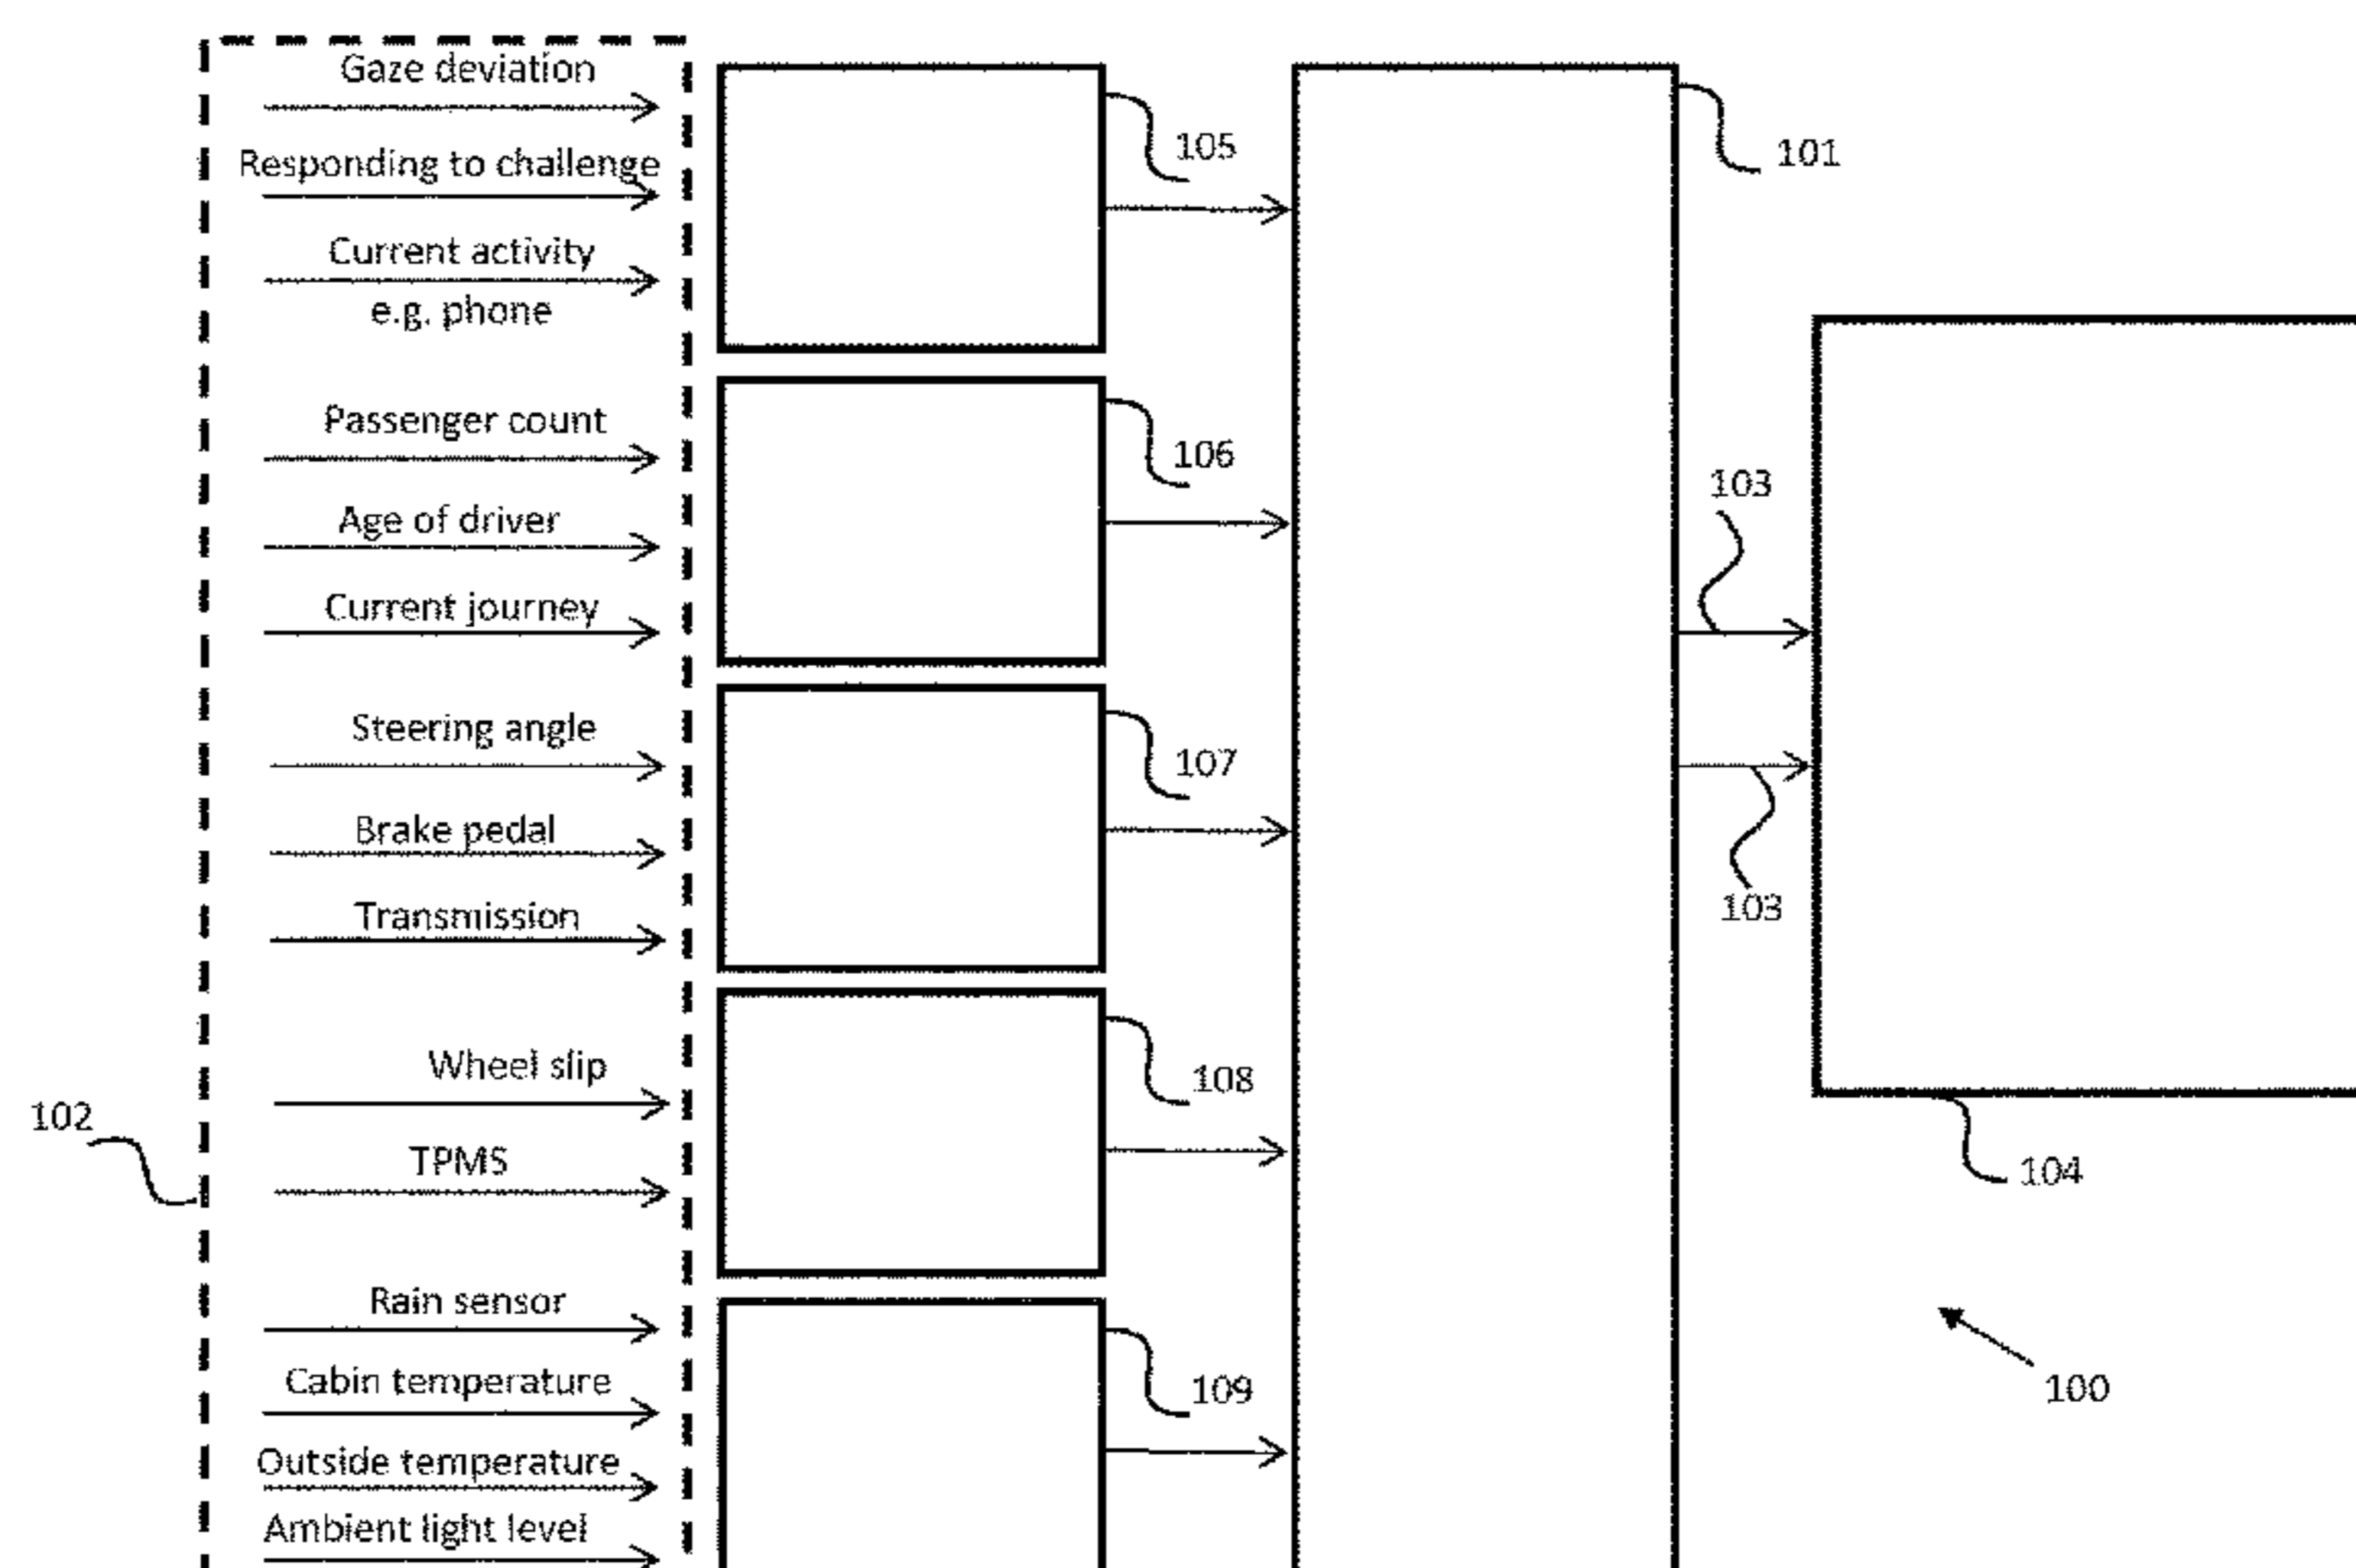 Gaze deviation
Responding to challenge
Current activity
e.g. phone
Passenger count
Age of driver
Current journey
Steering angle
Brake pedal
Transmission
Wheel slip
TPMS
Rain sensor
Cabin temperature
Outside temperature
Ambient light level
102
105
106
107
108
109
101
103
103
104
100